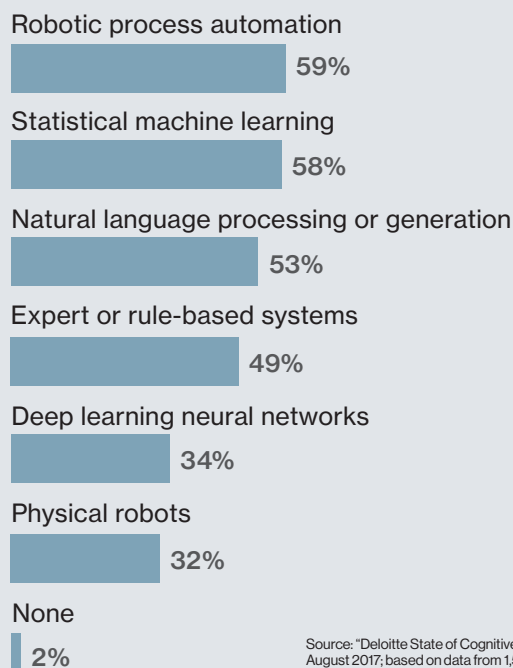 Robotic process automation
59%
Statistical machine learning
58%
Natural language processing or generation
53%
Expert or rule-based systems
49%
Deep learning neural networks
34%
Physical robots
32%
None
2%
Source: “Deloitte State of Cognitive
August 2017; based on data from